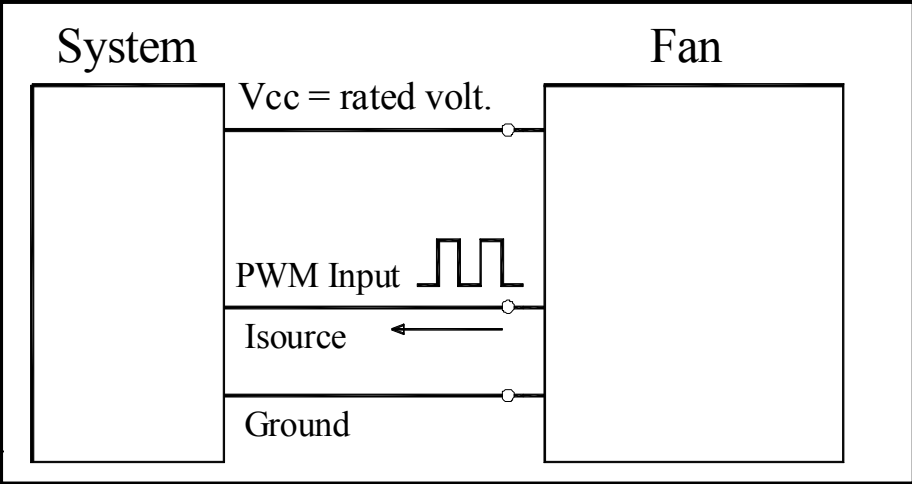 System
Fan
Vcc = rated volt.
PWM Input
Isource
Ground